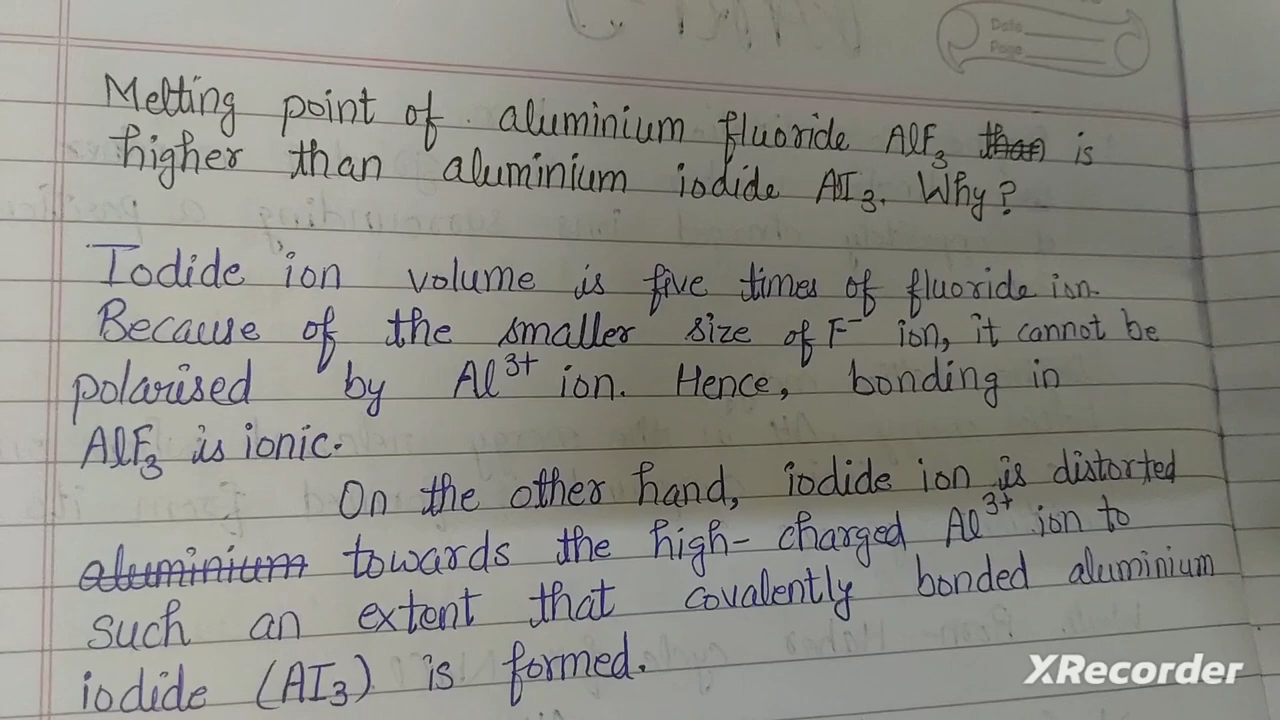 Date
Page
Melting point of aluminium fluoride AlF₃ ~~than~~ is
higher than aluminium iodide AI₃. Why?
Iodide ion volume is five times of fluoride ion.
Because of the smaller size of F⁻ ion, it cannot be
polarised by Al³⁺ ion. Hence, bonding in
AlF₃ is ionic.
On the other hand, iodide ion is distorted
~~aluminium~~ towards the high-charged Al³⁺ ion to
such an extent that covalently bonded aluminium
iodide (AI₃) is formed.
XRecorder